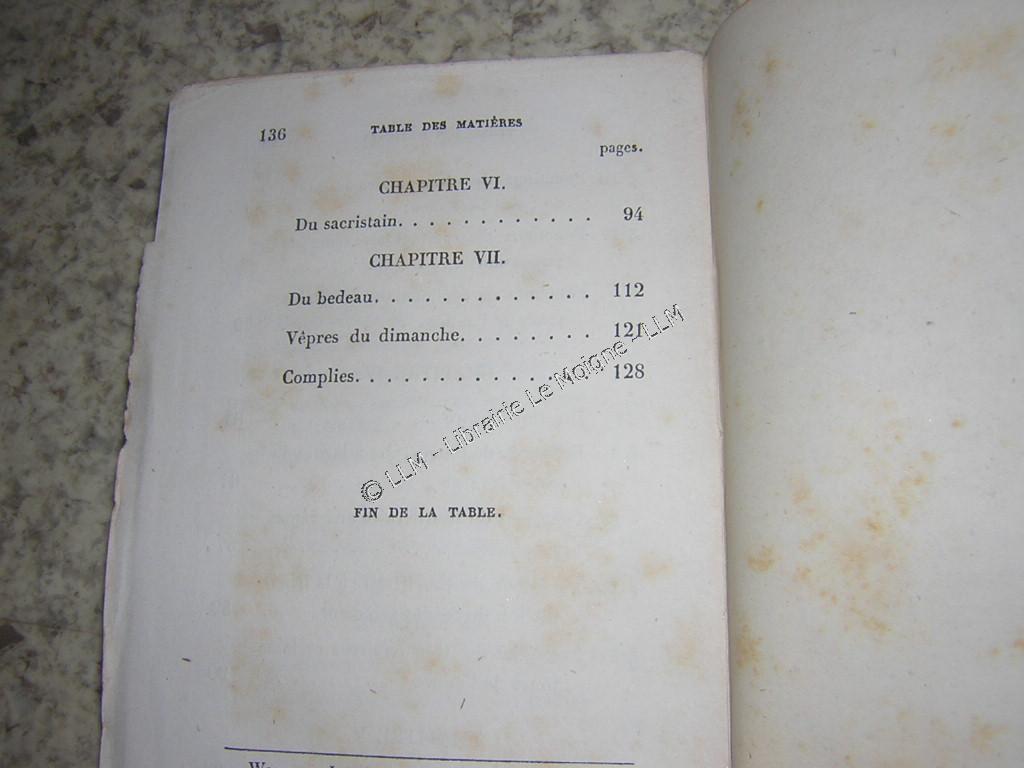 136 TABLE DES MATIÈRES
pages.
CHAPITRE VI.
Du sacristain. . . . . . . . . . . . . 94
CHAPITRE VII.
Du bedeau. . . . . . . . . . . . . . 112
Vêpres du dimanche. . . . . . . . 121
Complies. . . . . . . . . . . . . . 128
© LLM - Librairie Le Moigne - LLM
FIN DE LA TABLE.